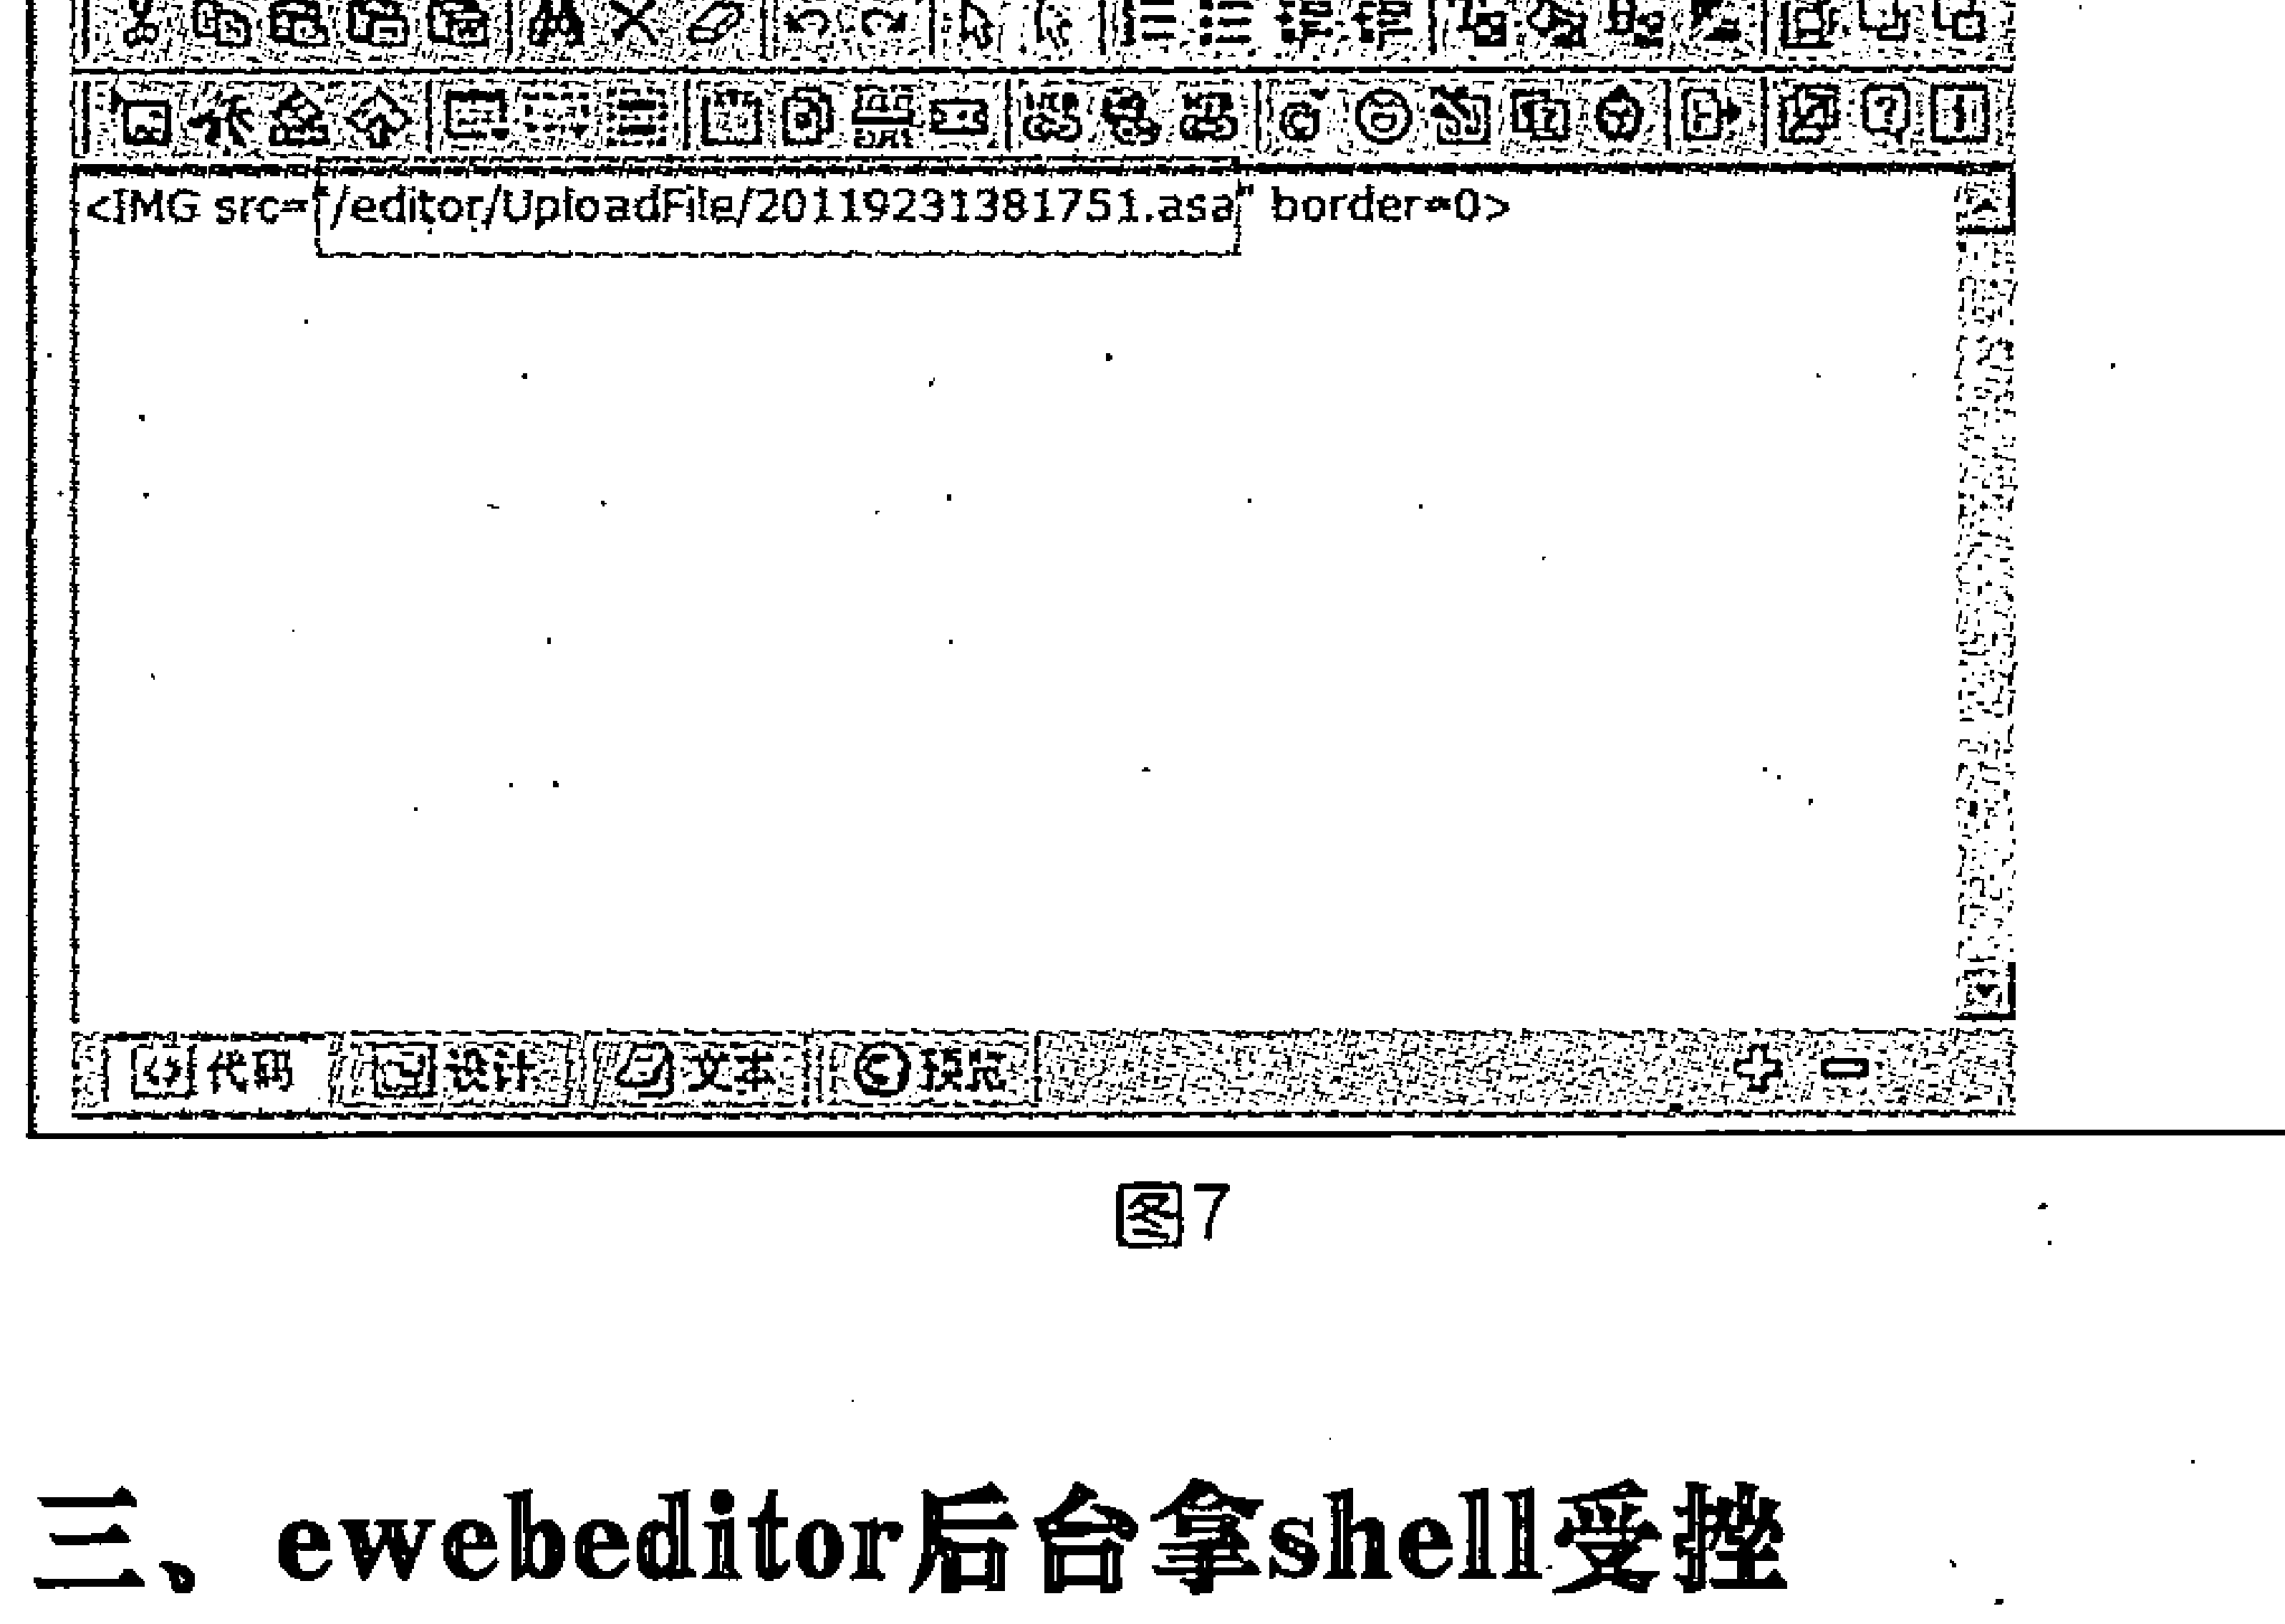 <IMG src="/editor/UploadFile/20119231381751.asa" border=0>
代码 设计 文本 预览
图7
三、ewebeditor后台拿shell受挫